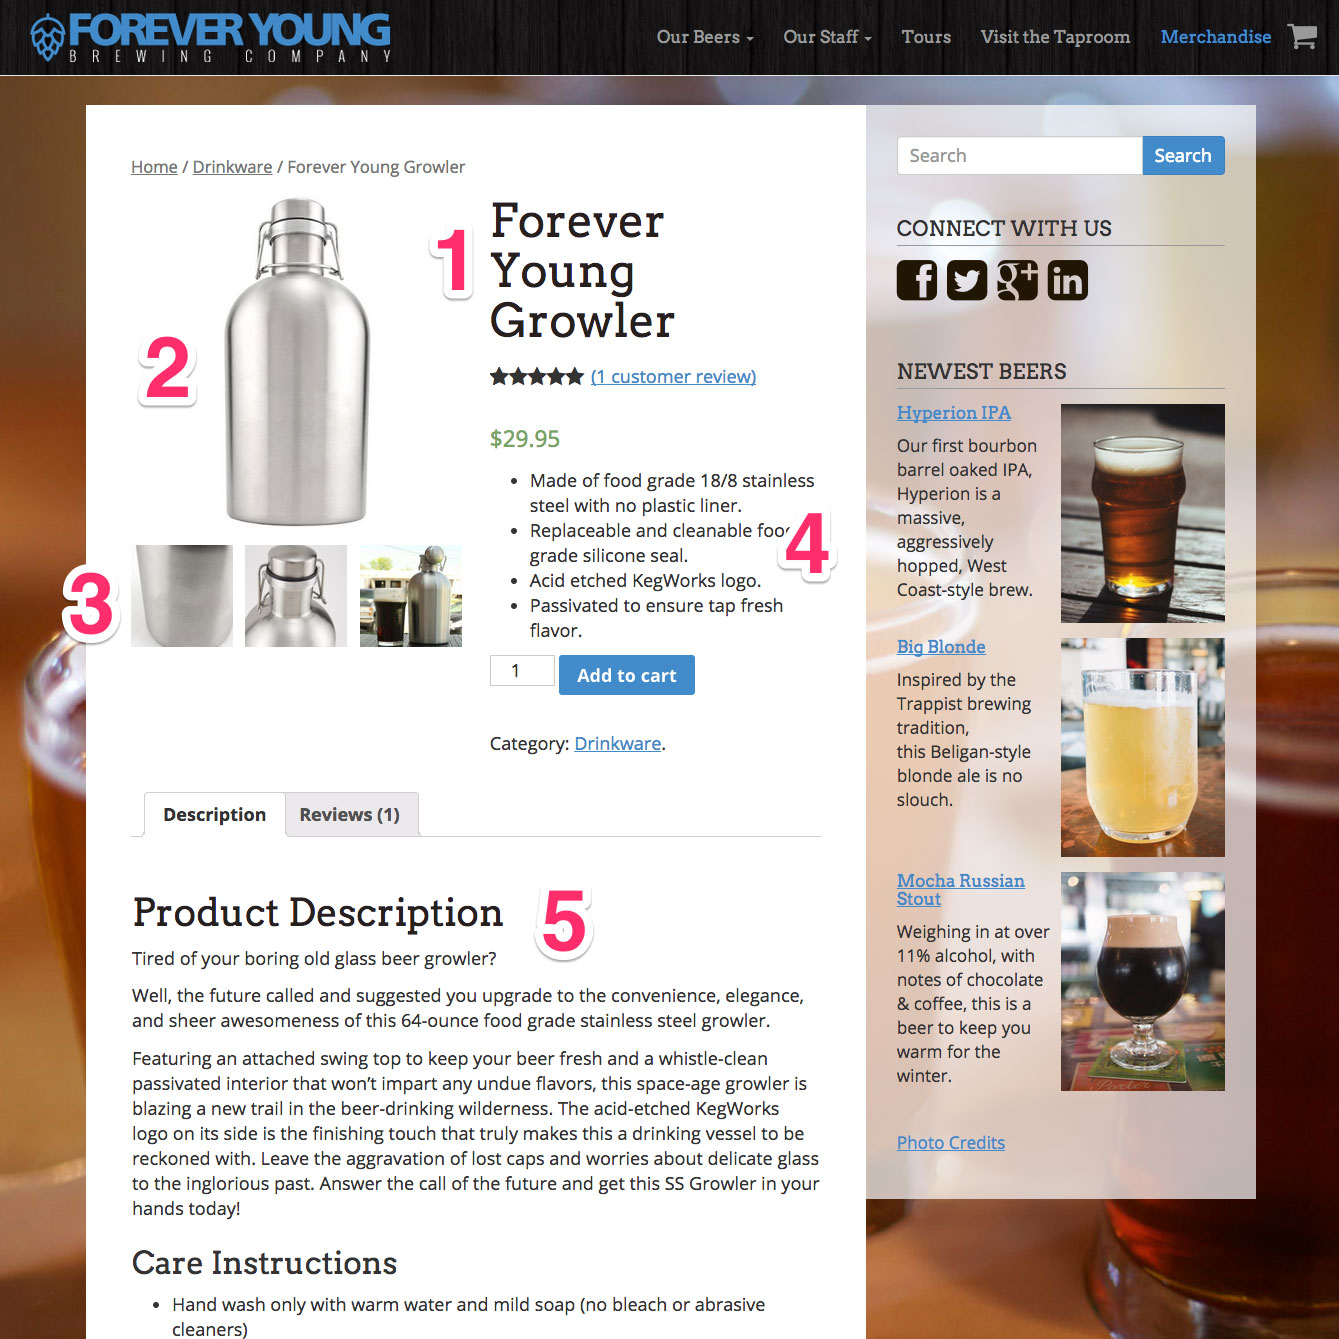 FOREVER YOUNG
BREWING COMPANY
Our Beers
Our Staff
Tours
Visit the Taproom
Merchandise
Home / Drinkware / Forever Young Growler
1
Forever
Young
Growler
2
(1 customer review)
$29.95
• Made of food grade 18/8 stainless
steel with no plastic liner.
• Replaceable and cleanable
grade silicone seal.
• Acid etched KegWorks logo.
• Passivated to ensure tap fresh
flavor.
4
3
1
Add to cart
Category: Drinkware.
Description
Reviews (1)
Product Description
5
Tired of your boring old glass beer growler?
Well, the future called and suggested you upgrade to the convenience, elegance,
and sheer awesomeness of this 64-ounce food grade stainless steel growler.
Featuring an attached swing top to keep your beer fresh and a whistle-clean
passivated interior that won’t impart any undue flavors, this space-age growler is
blazing a new trail in the beer-drinking wilderness. The acid-etched KegWorks
logo on its side is the finishing touch that truly makes this a drinking vessel to be
reckoned with. Leave the aggravation of lost caps and worries about delicate glass
to the inglorious past. Answer the call of the future and get this SS Growler in your
hands today!
Care Instructions
• Hand wash only with warm water and mild soap (no bleach or abrasive
cleaners)
Search
Search
CONNECT WITH US
NEWEST BEERS
Hyperion IPA
Our first bourbon
barrel oaked IPA,
Hyperion is a
massive,
aggressively
hopped, West
Coast-style brew.
Big Blonde
Inspired by the
Trappist brewing
tradition,
this Beligan-style
blonde ale is no
slouch.
Mocha Russian
Stout
Weighing in at over
11% alcohol, with
notes of chocolate
& coffee, this is a
beer to keep you
warm for the
winter.
Photo Credits